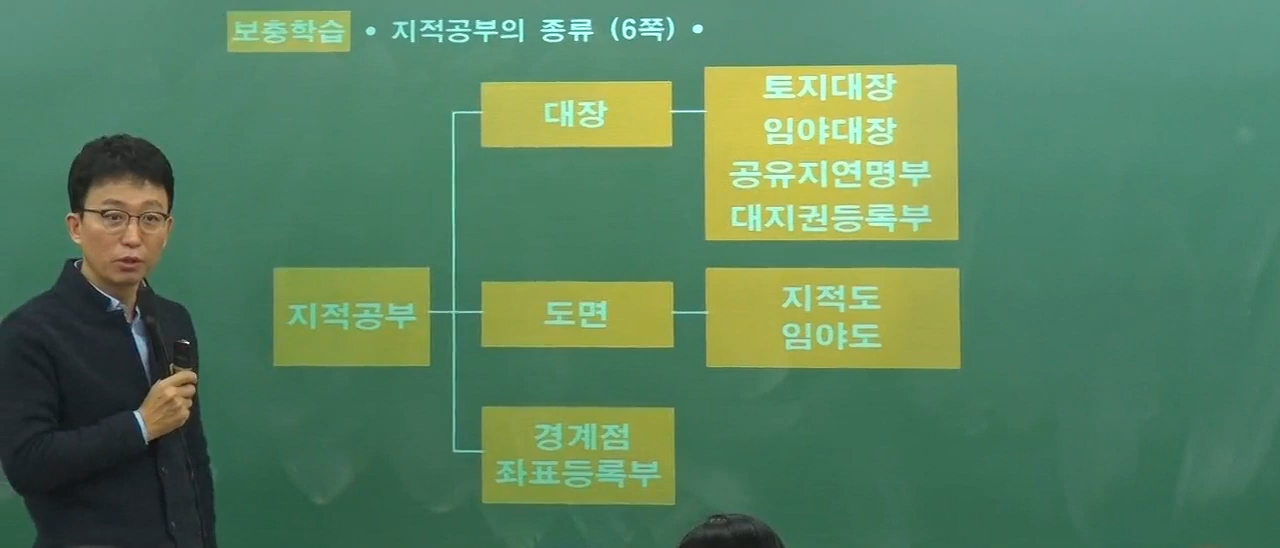 보충학습 • 지적공부의 종류 (6쪽) •
대장
토지대장
임야대장
공유지연명부
대지권등록부
지적공부
도면
지적도
임야도
경계점
좌표등록부